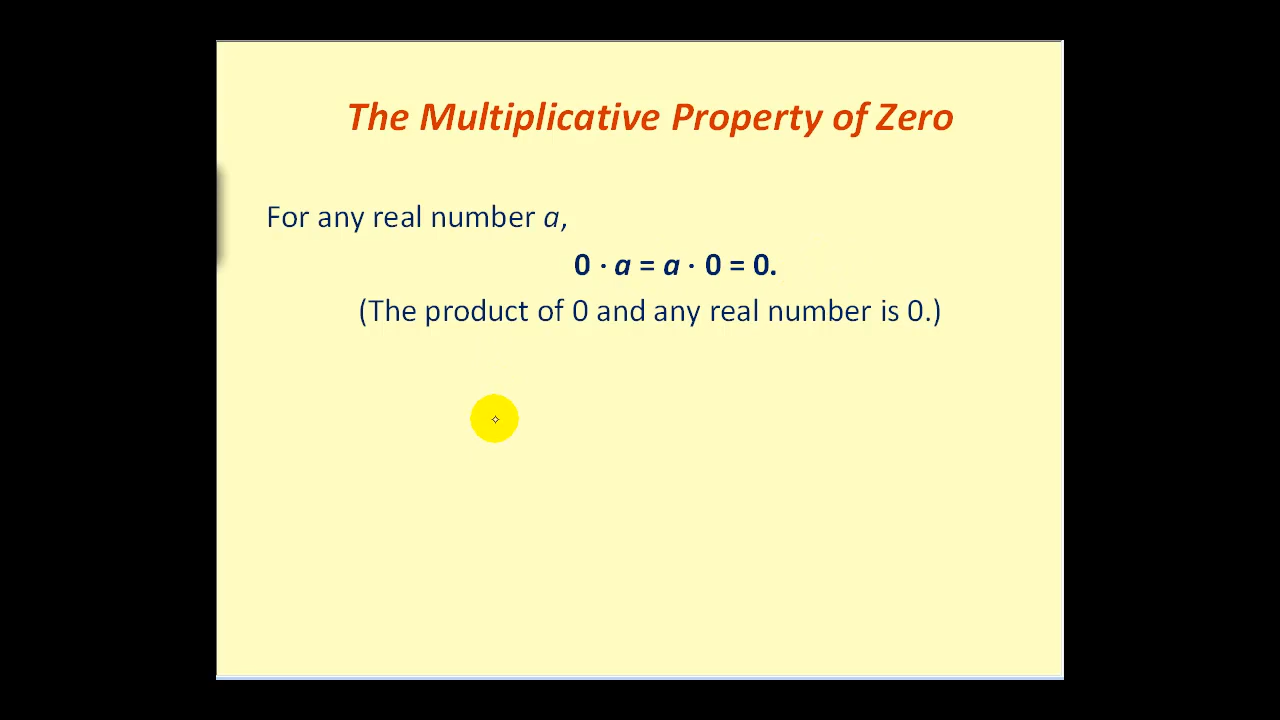 The Multiplicative Property of Zero
For any real number a,
0 · a = a · 0 = 0.
(The product of 0 and any real number is 0.)